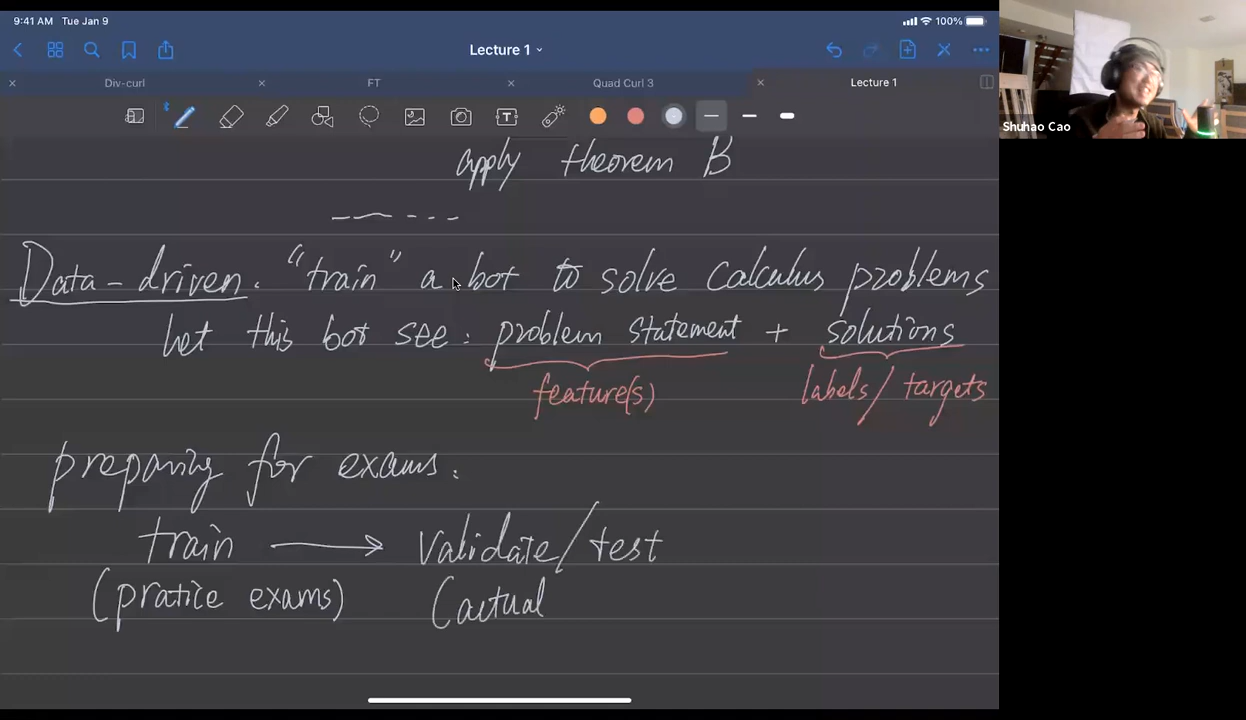 9:41 AM Tue Jan 9
100%
Lecture 1
Div-curl
FT
Quad Curl 3
Lecture 1
Shuhao Cao
apply theorem B
Data-driven. "train" a bot to solve Calculus problems
Let this bot see: problem statement + solutions
feature(s)
labels/targets
preparing for exams:
train → validate/test
(pratice exams) (actual